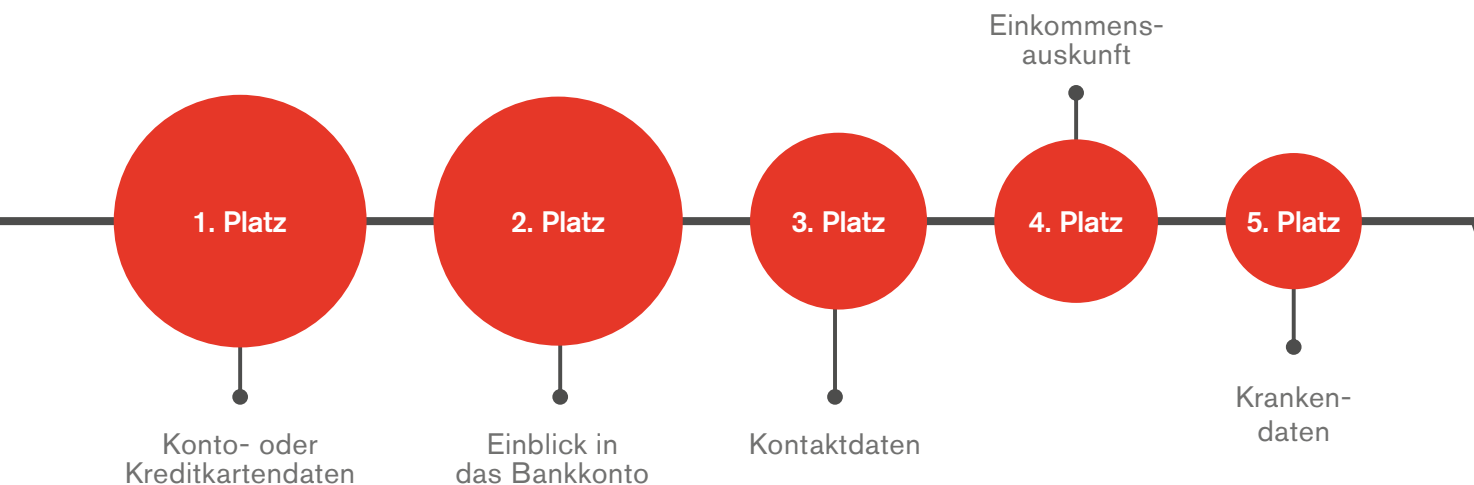 Einkommens-
auskunft
1. Platz
2. Platz
3. Platz
4. Platz
5. Platz
Konto- oder
Kreditkartendaten
Einblick in
das Bankkonto
Kontaktdaten
Kranken-
daten